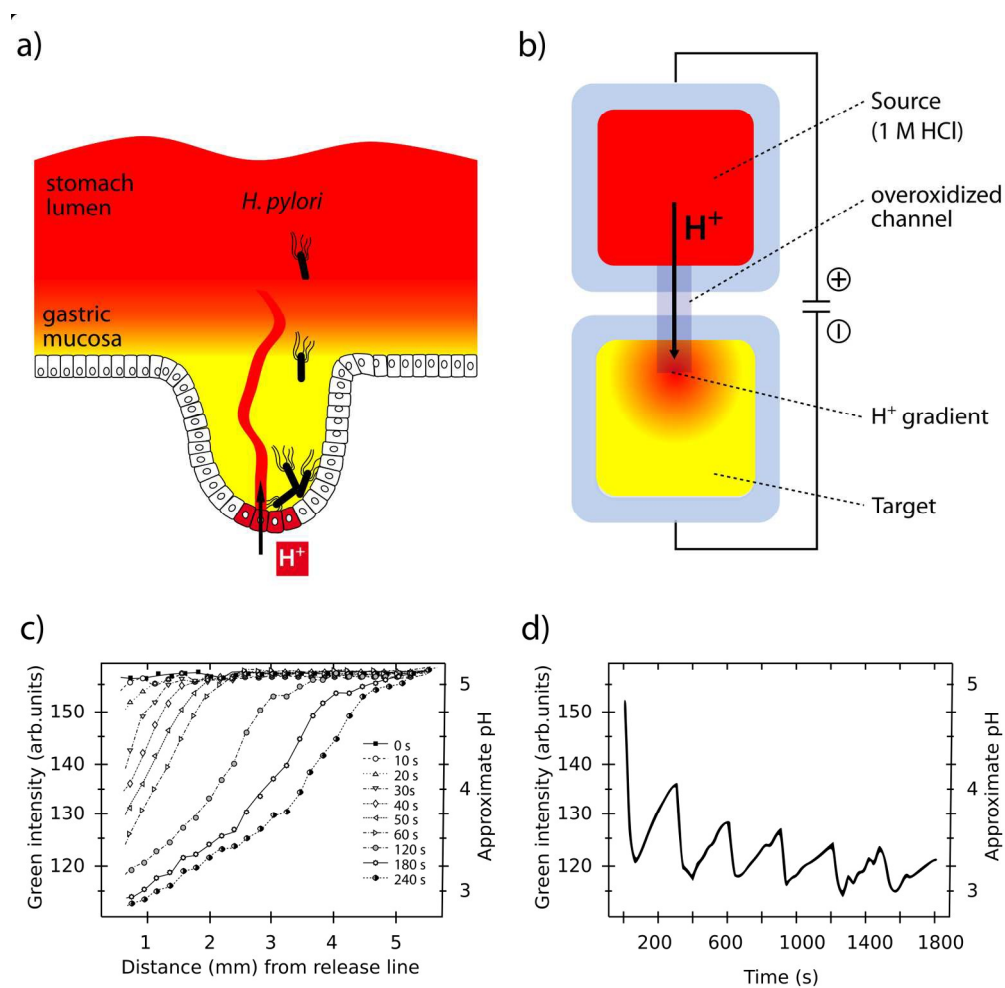 a)
stomach
lumen
H. pylori
gastric
mucosa
H+
b)
Source
(1 M HCl)
overoxidized
channel
H+
+
−
H+ gradient
Target
c)
Green intensity (arb.units)
150
140
130
120
5
4
3
Approximate pH
0 s
10 s
20 s
30s
40 s
50 s
60 s
120 s
180 s
240 s
1 2 3 4 5
Distance (mm) from release line
d)
Green intensity (arb.units)
150
140
130
120
5
4
3
Approximate pH
200 600 1000 1400 1800
Time (s)